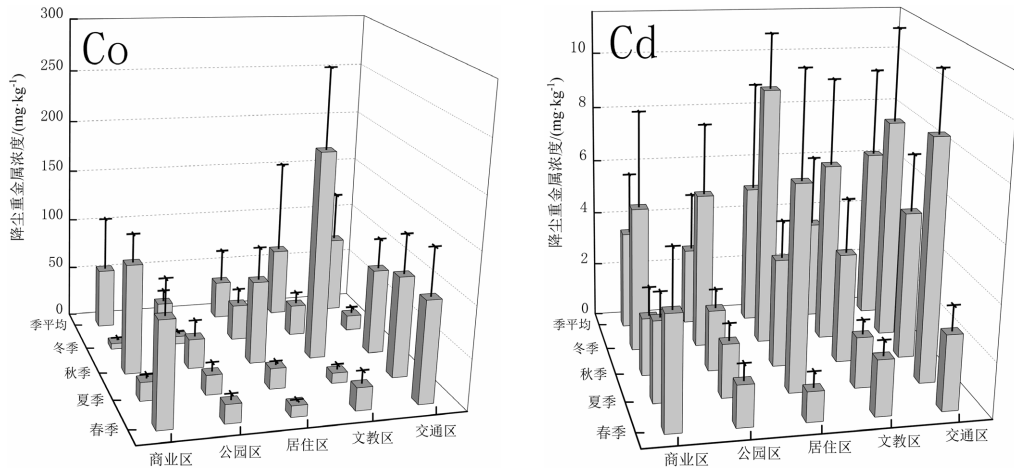 Co
300
250
200
150
100
50
0
降尘重金属浓度/(mg·kg-1)
季平均
冬季
秋季
夏季
春季
商业区
公园区
居住区
文教区
交通区
Cd
10
8
6
4
2
0
降尘重金属浓度/(mg·kg-1)
季平均
冬季
秋季
夏季
春季
商业区
公园区
居住区
文教区
交通区